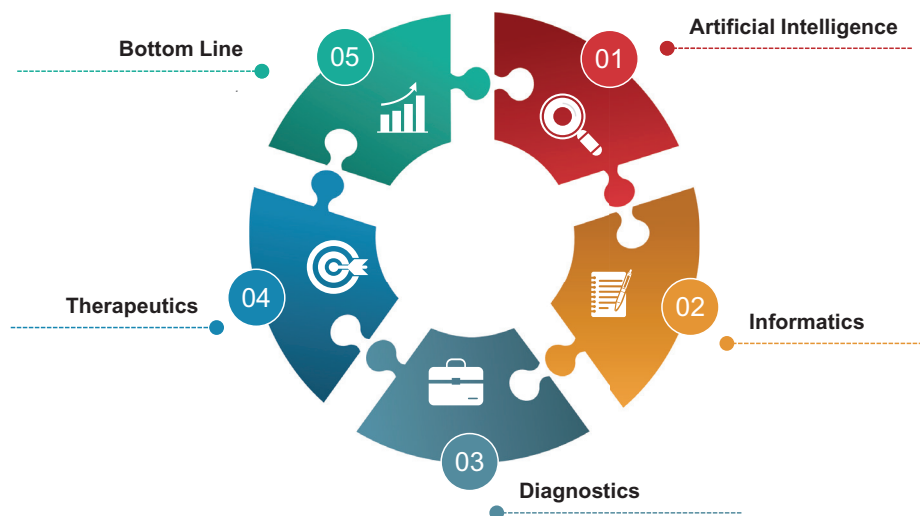 Artificial Intelligence
01
Informatics
02
Diagnostics
03
Therapeutics
04
Bottom Line
05